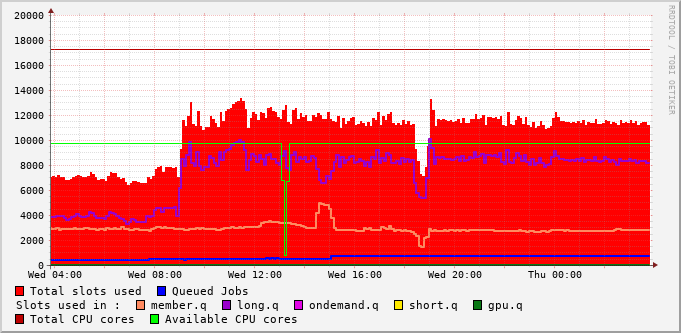 20000
18000
16000
14000
12000
10000
8000
6000
4000
2000
0
Wed 04:00 Wed 08:00 Wed 12:00 Wed 16:00 Wed 20:00 Thu 00:00
Total slots used Queued Jobs
Slots used in : member.q long.q ondemand.q short.q gpu.q
Total CPU cores Available CPU cores
RRDTOOL / TOBI OETIKER